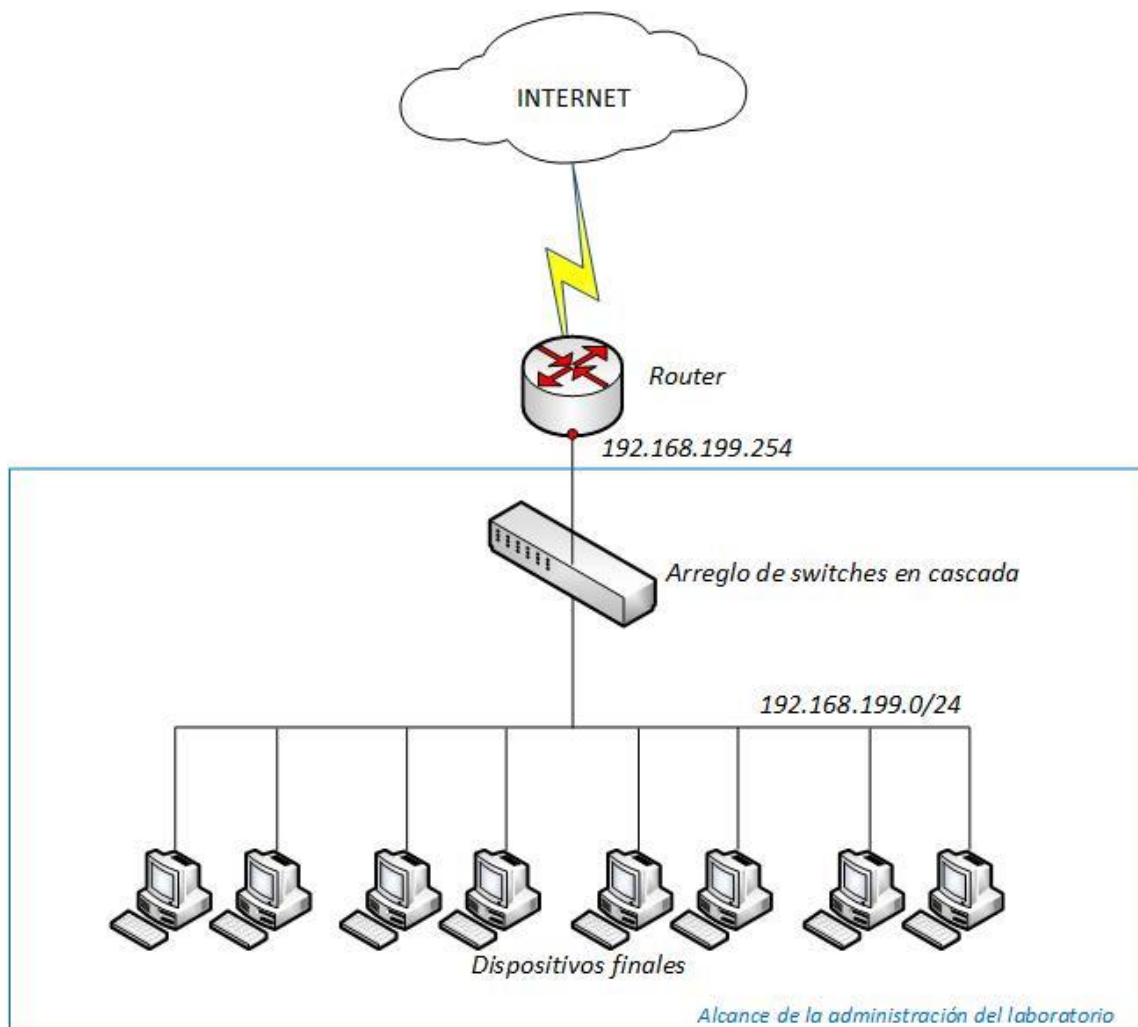 INTERNET
Router
192.168.199.254
Arreglo de switches en cascada
192.168.199.0/24
Dispositivos finales
Alcance de la administración del laboratorio